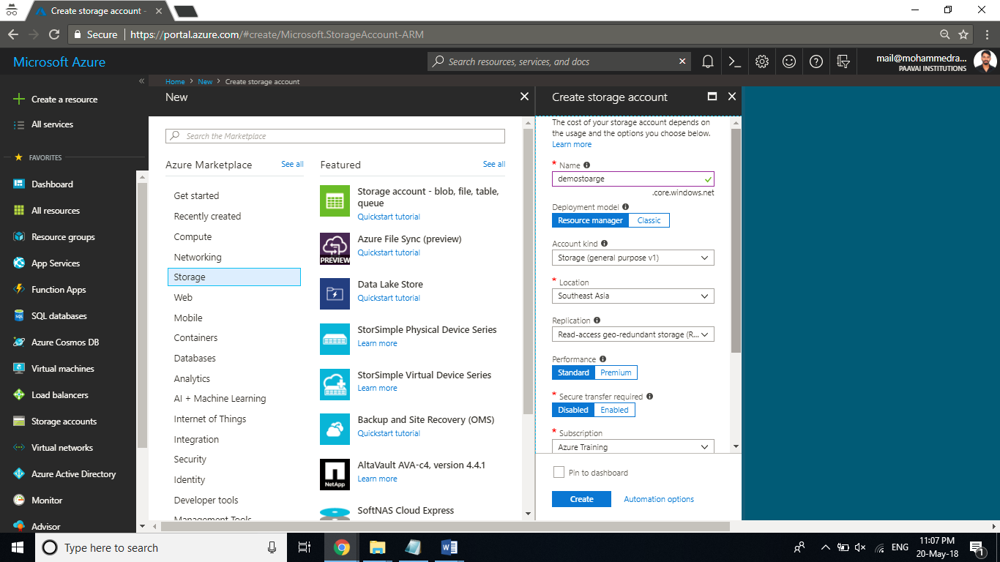 Create storage account -
Secure | https://portal.azure.com/#create/Microsoft.StorageAccount-ARM
Microsoft Azure
Search resources, services, and docs
mail@mohammedra...
PAAVAI INSTITUTIONS
Home > New > Create storage account
Create a resource
All services
FAVORITES
Dashboard
All resources
Resource groups
App Services
Function Apps
SQL databases
Azure Cosmos DB
Virtual machines
Load balancers
Storage accounts
Virtual networks
Azure Active Directory
Monitor
Advisor
New
Search the Marketplace
Azure Marketplace See all
Get started
Recently created
Compute
Networking
Storage
Web
Mobile
Containers
Databases
Analytics
AI + Machine Learning
Internet of Things
Integration
Security
Identity
Developer tools
Management Tools
Featured See all
Storage account - blob, file, table,
queue
Quickstart tutorial
PREVIEW
Azure File Sync (preview)
Quickstart tutorial
Data Lake Store
Quickstart tutorial
StorSimple Physical Device Series
Learn more
StorSimple Virtual Device Series
Learn more
Backup and Site Recovery (OMS)
Quickstart tutorial
NetApp
AltaVault AVA-c4, version 4.4.1
Learn more
SoftNAS Cloud Express
Create storage account
The cost of your storage account depends on
the usage and the options you choose below.
Learn more
* Name
demostoarge
.core.windows.net
Deployment model
Resource manager Classic
Account kind
Storage (general purpose v1)
* Location
Southeast Asia
Replication
Read-access geo-redundant storage (R...
Performance
Standard Premium
* Secure transfer required
Disabled Enabled
* Subscription
Azure Training
Pin to dashboard
Create Automation options
Type here to search
ENG
11:07 PM
20-May-18
1